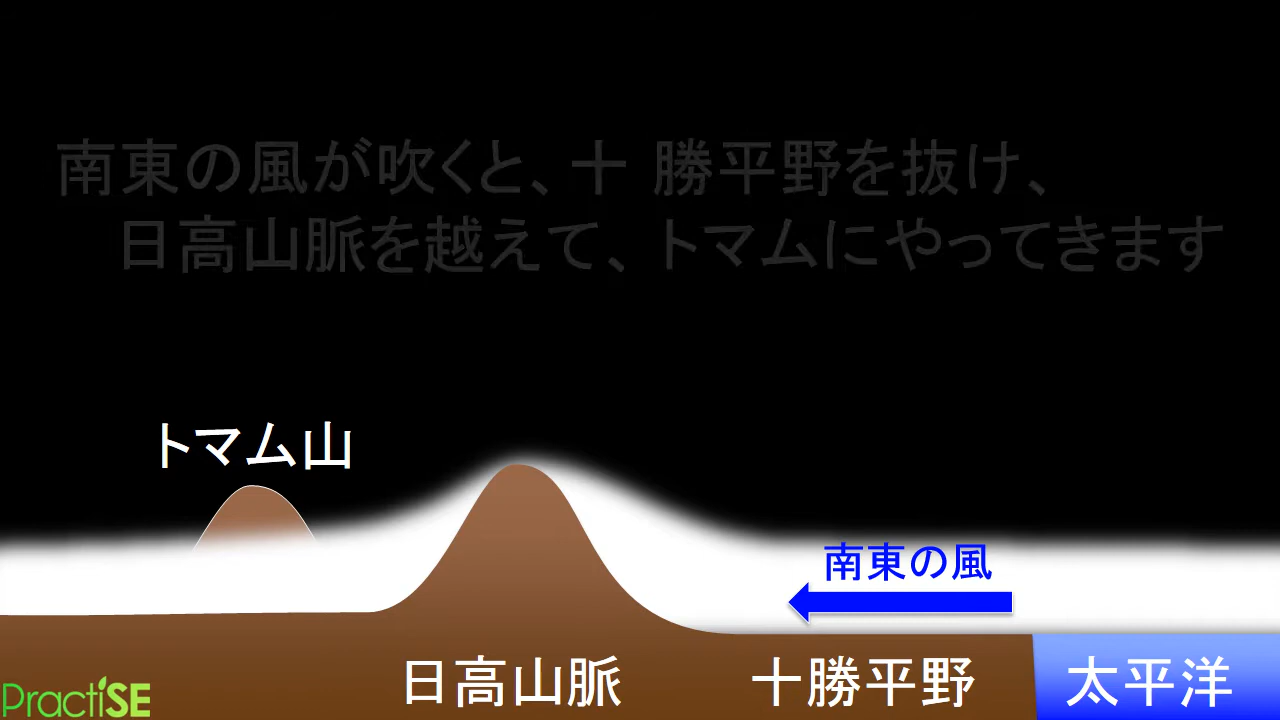 南東の風が吹くと、十 勝平野を抜け、
日高山脈を越えて、トマムにやってきます
トマム山
南東の風
日高山脈
十勝平野
太平洋
PractiSE